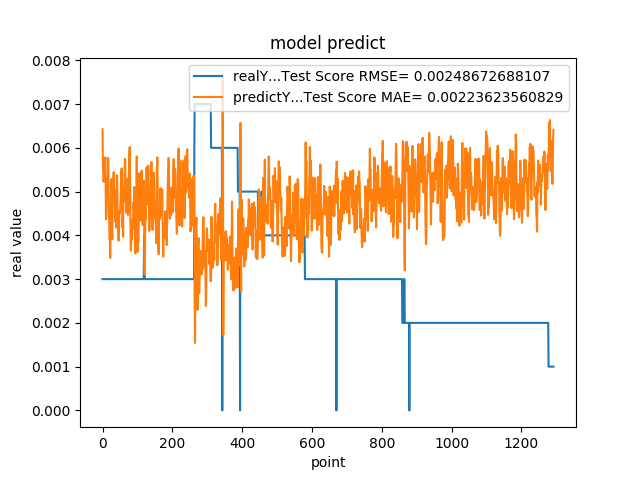 model predict
realY...Test Score RMSE= 0.00248672688107
predictY...Test Score MAE= 0.00223623560829
0.008
0.007
0.006
0.005
0.004
0.003
0.002
0.001
0.000
real value
0 200 400 600 800 1000 1200
point